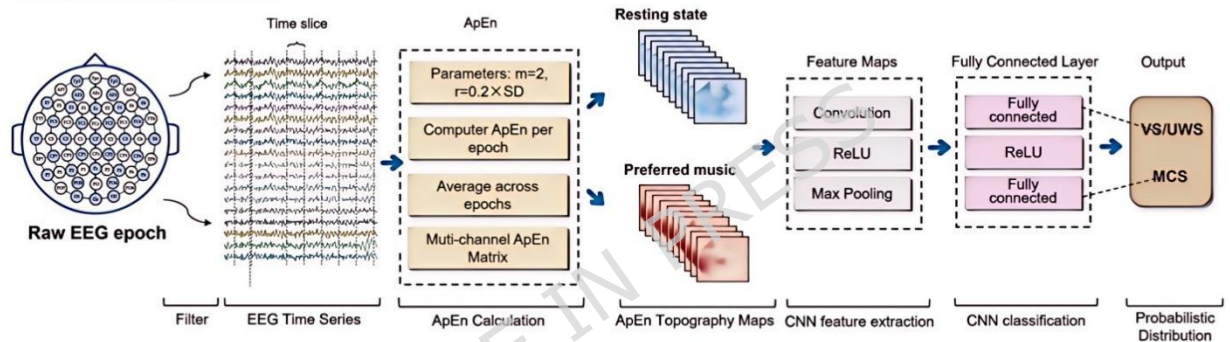 Time slice
Raw EEG epoch
ApEn
Parameters: m=2,
r=0.2×SD
Computer ApEn per
epoch
Average across
epochs
Muti-channel ApEn
Matrix
Resting state
Preferred music
Feature Maps
Convolution
ReLU
Max Pooling
Fully Connected Layer
Fully
connected
ReLU
Fully
connected
Output
VS/UWS
MCS
Filter
EEG Time Series
ApEn Calculation
ApEn Topography Maps
CNN feature extraction
CNN classification
Probabilistic
Distribution
E IN PRESS